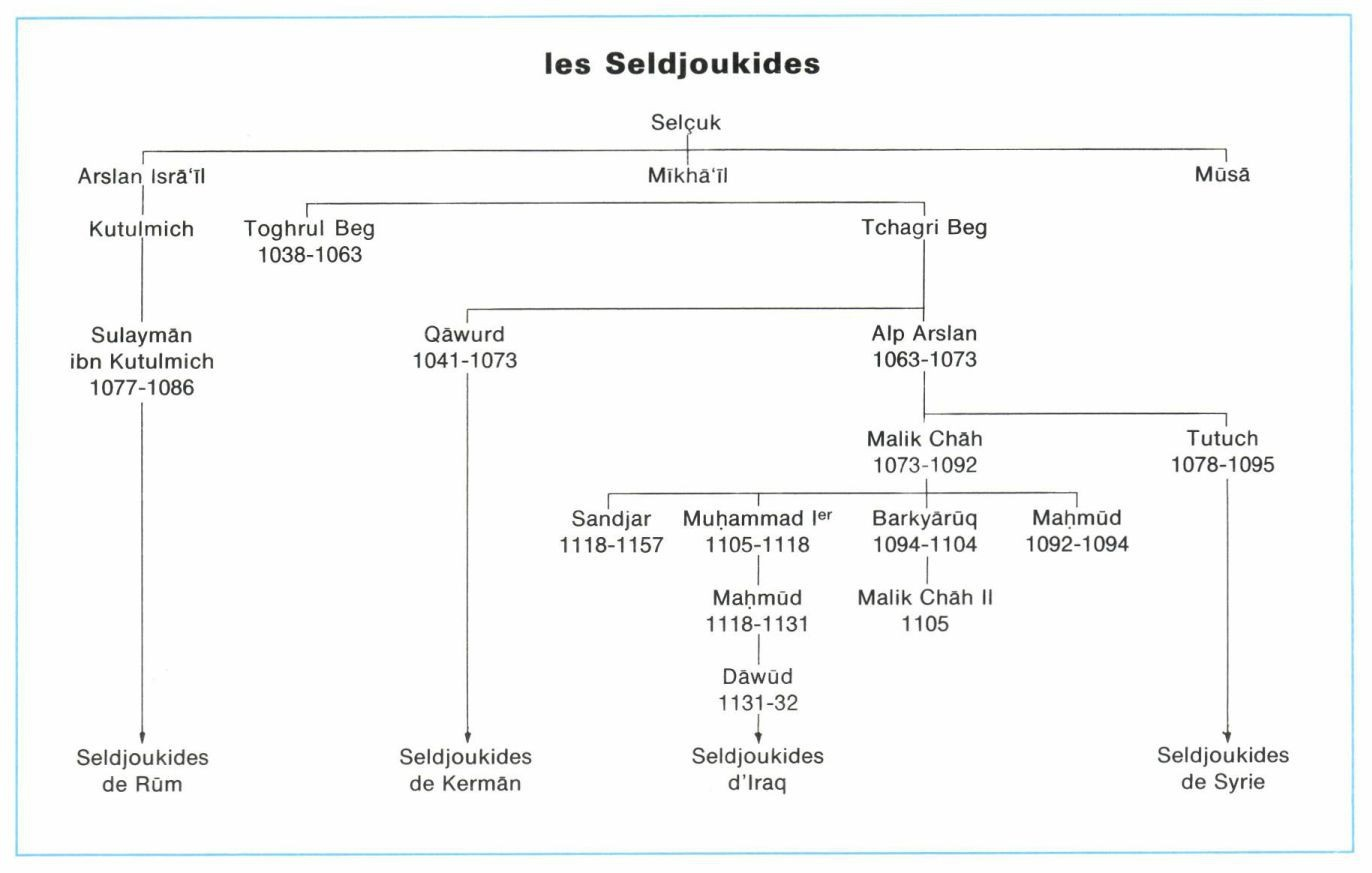 les Seldjoukides
Selçuk
Arslan Isrā‘īl
Mīkhā‘īl
Mūsā
Kutulmich
Toghrul Beg
1038-1063
Tchagri Beg
Sulaymān
ibn Kutulmich
1077-1086
Qāwurd
1041-1073
Alp Arslan
1063-1073
Malik Chāh
1073-1092
Tutuch
1078-1095
Sandjar
1118-1157
Muḥammad Iᵉʳ
1105-1118
Barkyārūq
1094-1104
Maḥmūd
1092-1094
Maḥmūd
1118-1131
Malik Chāh II
1105
Dāwūd
1131-32
Seldjoukides
de Rūm
Seldjoukides
de Kermān
Seldjoukides
d'Iraq
Seldjoukides
de Syrie